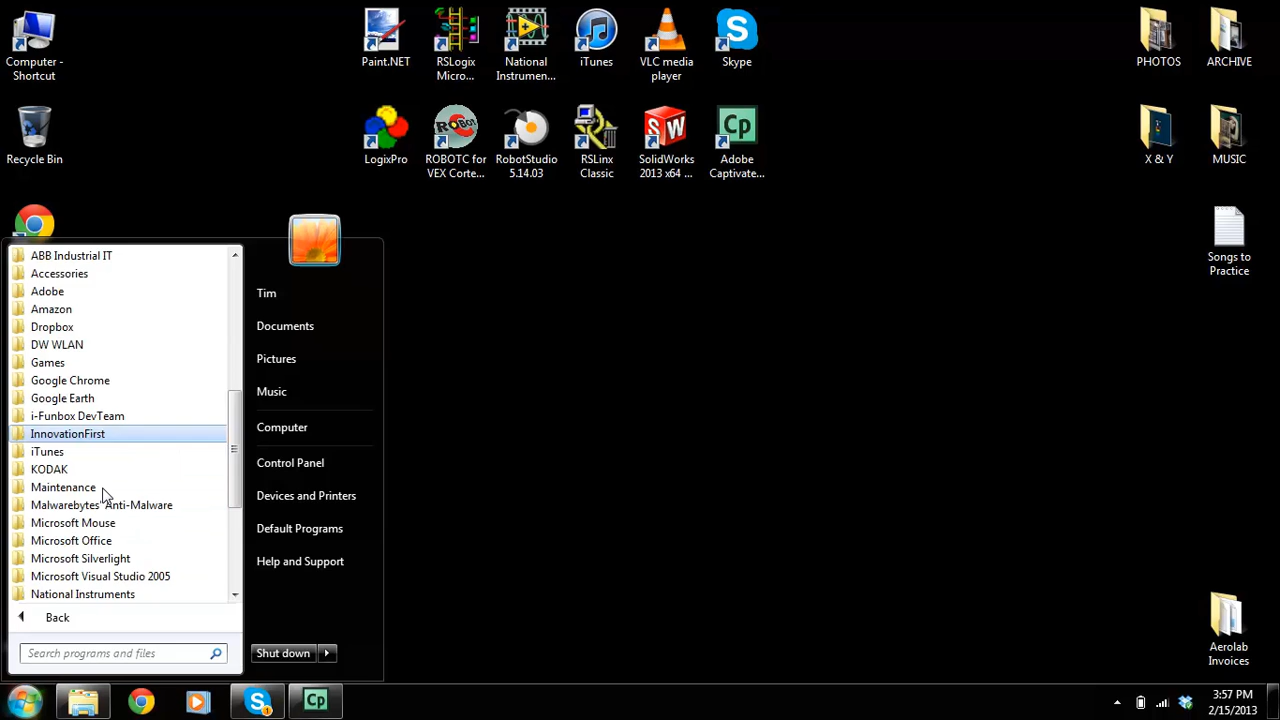 Computer -
Shortcut
Paint.NET
RSLogix
Micro...
National
Instrumen...
iTunes
VLC media
player
Skype
PHOTOS
ARCHIVE
Recycle Bin
LogixPro
ROBOTC for
VEX Corte...
RobotStudio
5.14.03
RSLinx
Classic
SolidWorks
2013 x64 ...
Cp
Adobe
Captivate...
X & Y
MUSIC
Songs to
Practice
ABB Industrial IT
Accessories
Adobe
Amazon
Dropbox
DW WLAN
Games
Google Chrome
Google Earth
i-Funbox DevTeam
InnovationFirst
iTunes
KODAK
Maintenance
Malwarebytes' Anti-Malware
Microsoft Mouse
Microsoft Office
Microsoft Silverlight
Microsoft Visual Studio 2005
National Instruments
Back
Search programs and files
Tim
Documents
Pictures
Music
Computer
Control Panel
Devices and Printers
Default Programs
Help and Support
Shut down
Aerolab
Invoices
Cp
3:57 PM
2/15/2013